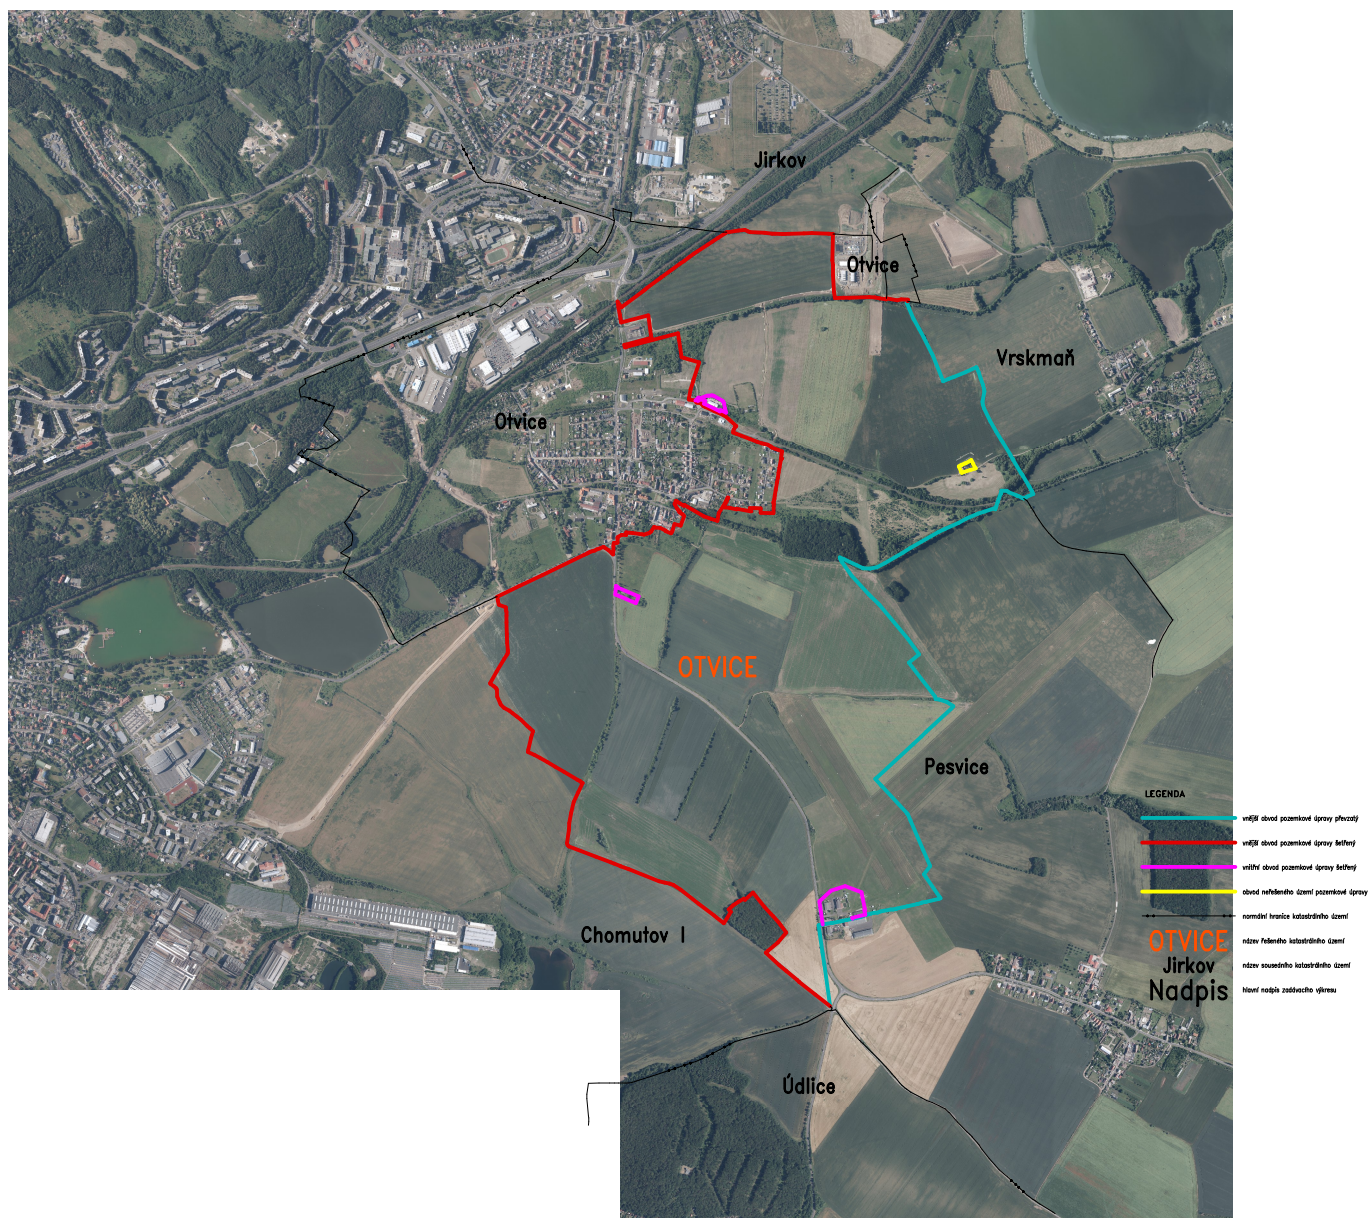 Jirkov
Otvice
Vrskmaň
Otvice
OTVICE
Pesvice
Chomutov I
Údlice
LEGENDA
vnější obvod pozemkové úpravy převzatý
vnější obvod pozemkové úpravy šetřený
vnitřní obvod pozemkové úpravy šetřený
obvod neřešeného území pozemkové úpravy
normální hranice katastrálního území
OTVICE název řešeného katastrálního území
Jirkov název sousedního katastrálního území
Nadpis hlavní nadpis zadávacího výkresu